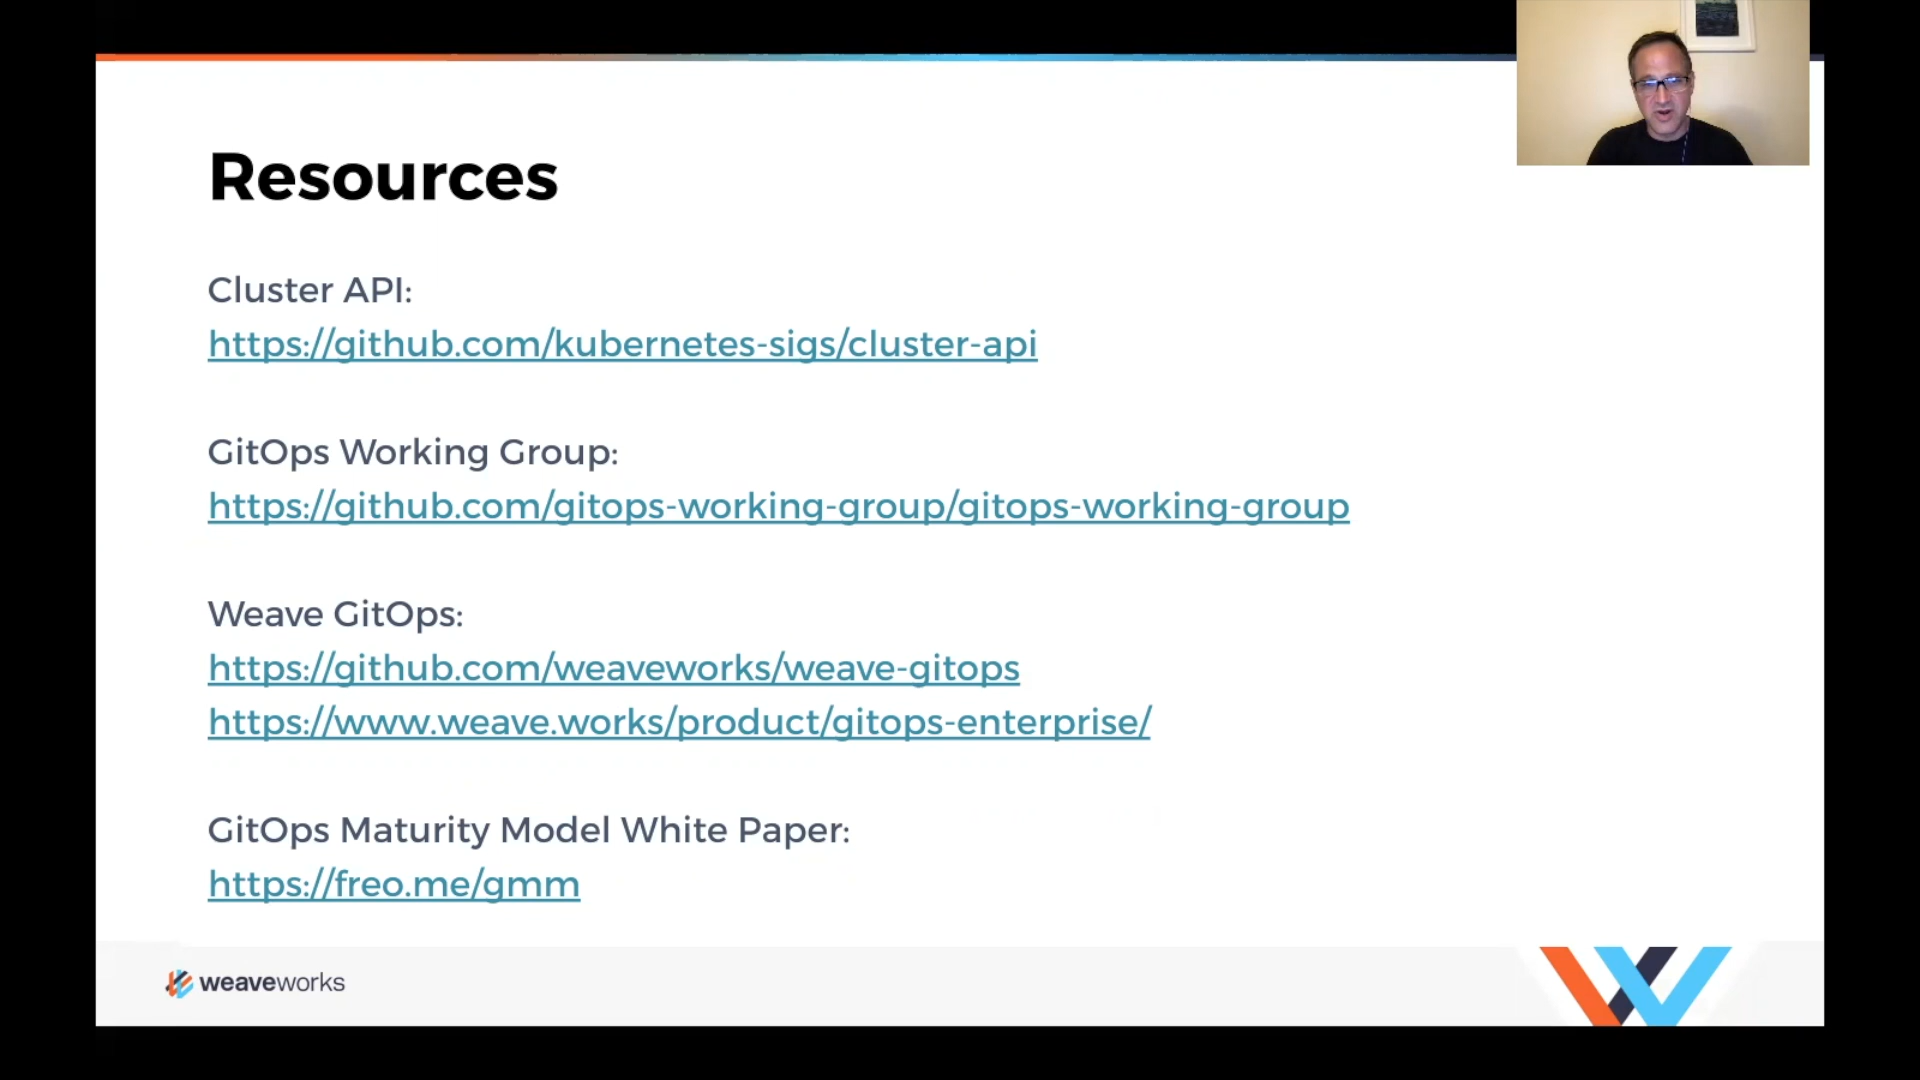 Resources
Cluster API:
https://github.com/kubernetes-sigs/cluster-api
GitOps Working Group:
https://github.com/gitops-working-group/gitops-working-group
Weave GitOps:
https://github.com/weaveworks/weave-gitops
https://www.weave.works/product/gitops-enterprise/
GitOps Maturity Model White Paper:
https://freo.me/gmm
weaveworks